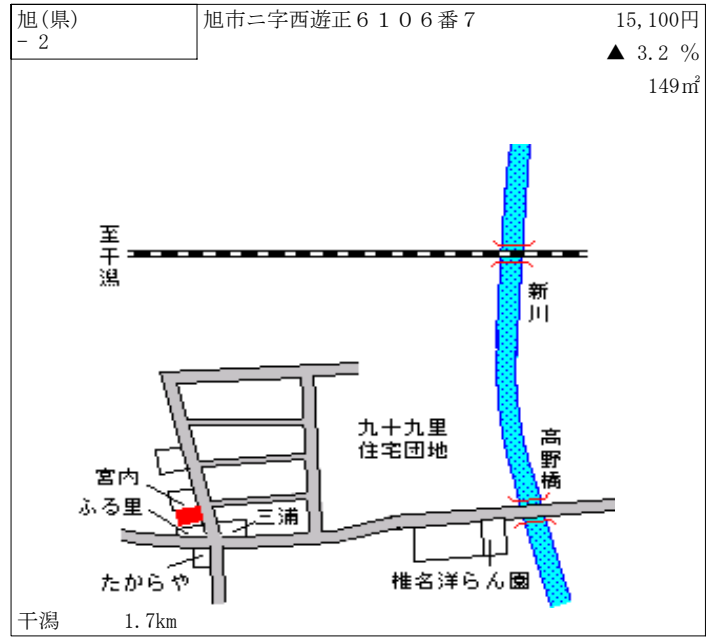 旭(県)
- 2
旭市ニ字西遊正６１０６番７
15,100円
▲ 3.2 %
149㎡
至干潟
新川
九十九里
住宅団地
高野橋
宮内
ふる里
三浦
たからや
椎名洋らん園
干潟 1.7km